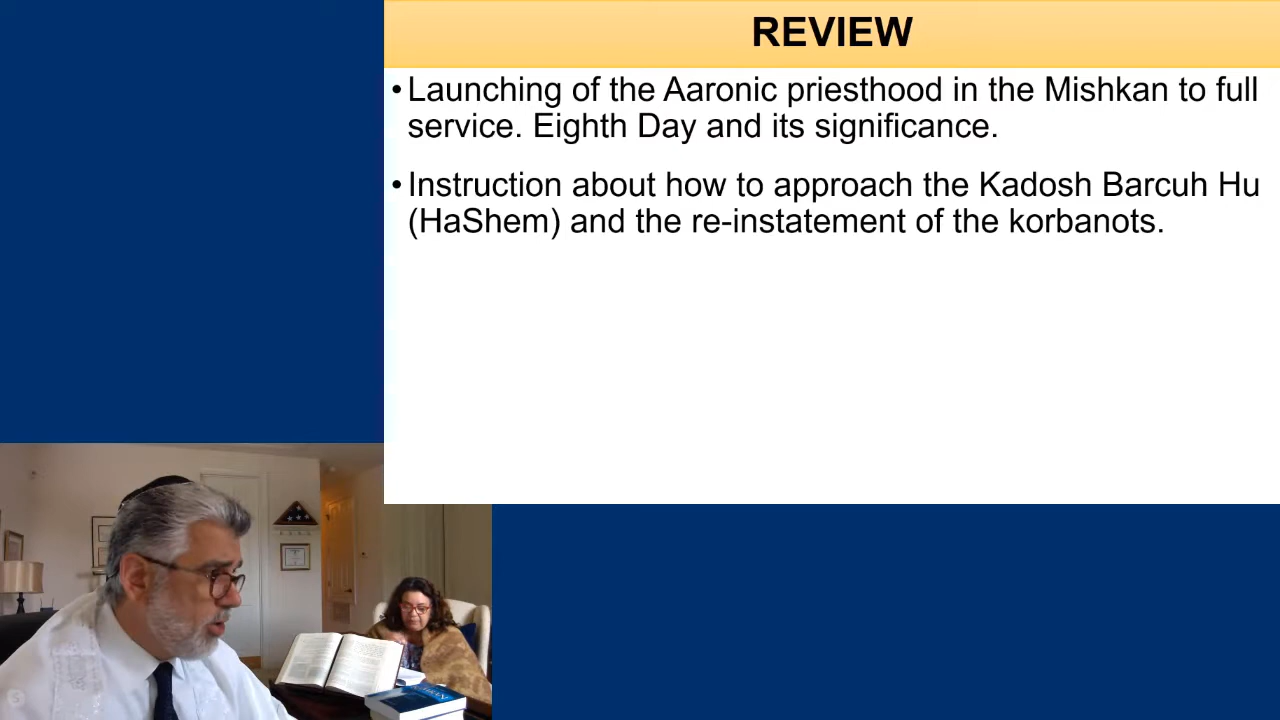 REVIEW
•Launching of the Aaronic priesthood in the Mishkan to full
service. Eighth Day and its significance.
•Instruction about how to approach the Kadosh Barcuh Hu
(HaShem) and the re-instatement of the korbanots.